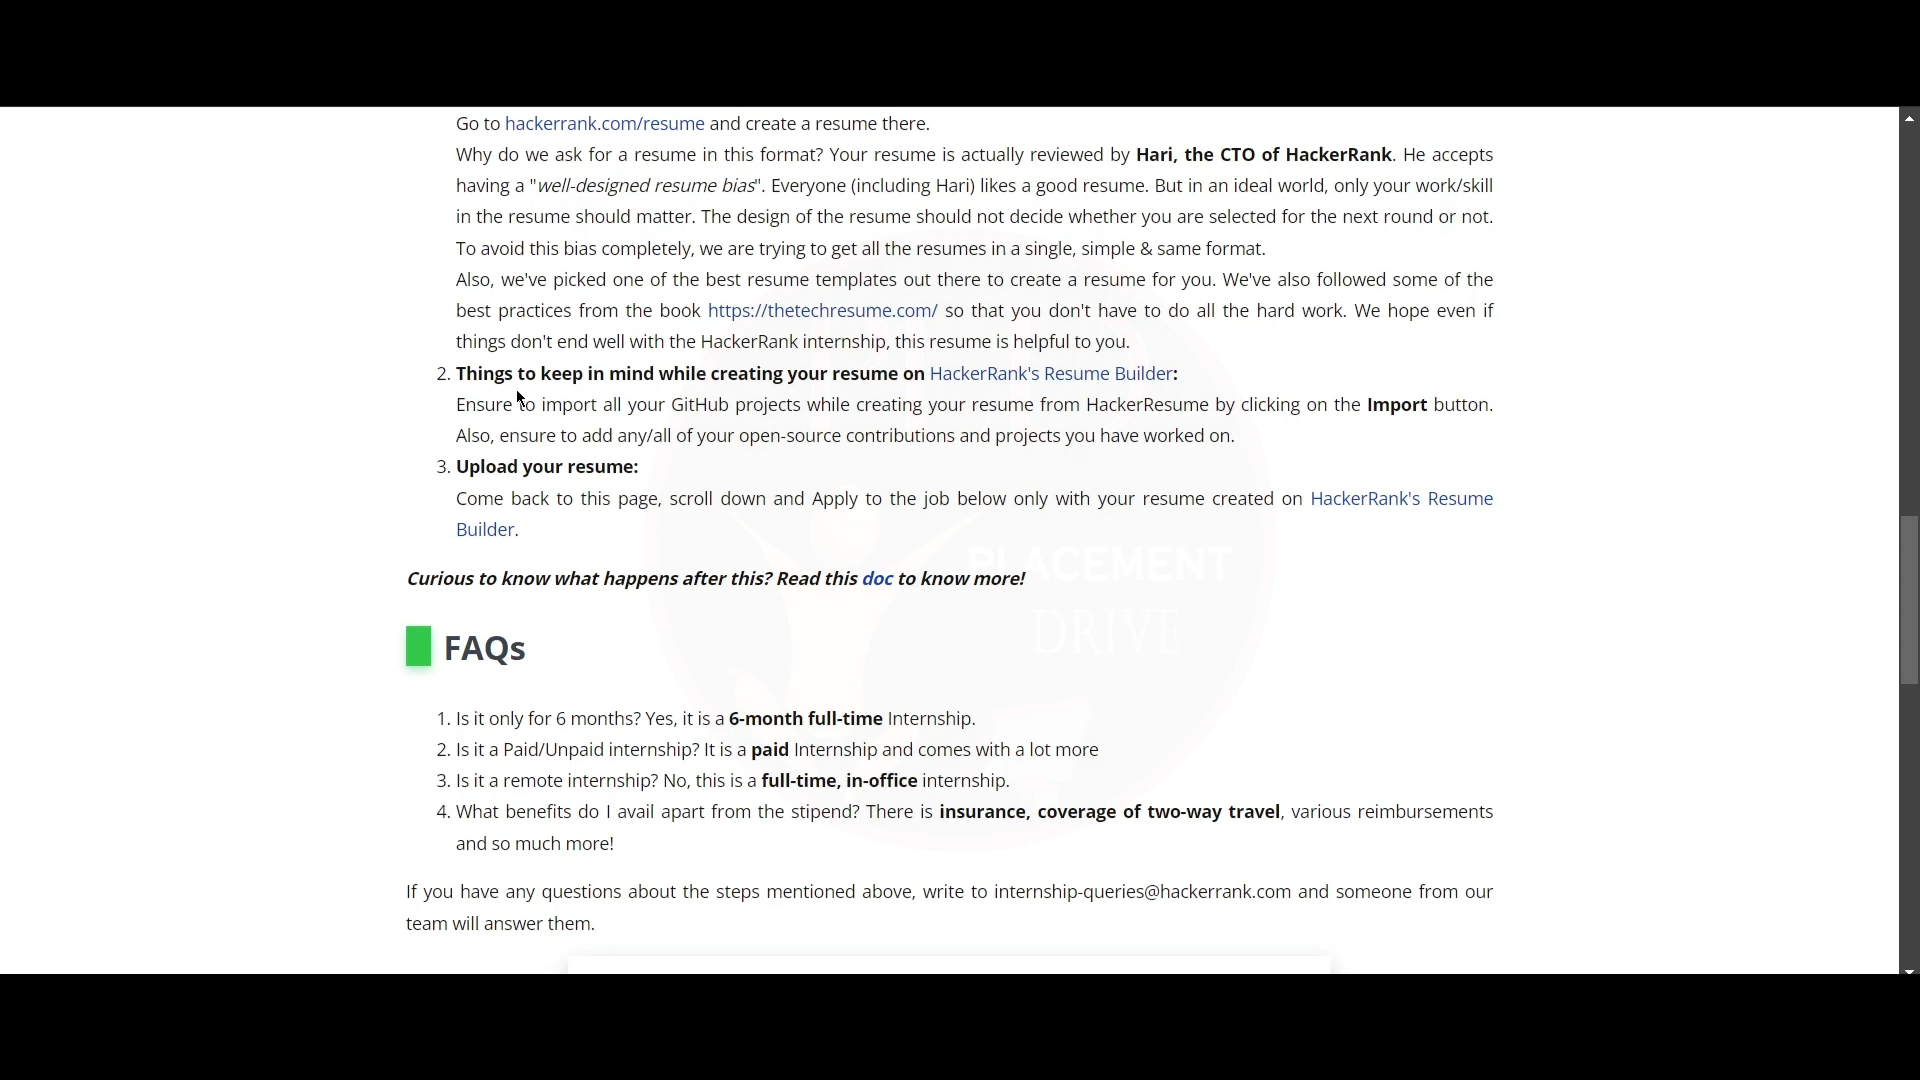 Go to hackerrank.com/resume and create a resume there.
Why do we ask for a resume in this format? Your resume is actually reviewed by Hari, the CTO of HackerRank. He accepts
having a "well-designed resume bias". Everyone (including Hari) likes a good resume. But in an ideal world, only your work/skill
in the resume should matter. The design of the resume should not decide whether you are selected for the next round or not.
To avoid this bias completely, we are trying to get all the resumes in a single, simple & same format.
Also, we've picked one of the best resume templates out there to create a resume for you. We've also followed some of the
best practices from the book https://thetechresume.com/ so that you don't have to do all the hard work. We hope even if
things don't end well with the HackerRank internship, this resume is helpful to you.
2. Things to keep in mind while creating your resume on HackerRank's Resume Builder:
Ensure to import all your GitHub projects while creating your resume from HackerResume by clicking on the Import button.
Also, ensure to add any/all of your open-source contributions and projects you have worked on.
3. Upload your resume:
Come back to this page, scroll down and Apply to the job below only with your resume created on HackerRank's Resume
Builder.
PLACEMENT
Curious to know what happens after this? Read this doc to know more!
DRIVE
FAQs
1. Is it only for 6 months? Yes, it is a 6-month full-time Internship.
2. Is it a Paid/Unpaid internship? It is a paid Internship and comes with a lot more
3. Is it a remote internship? No, this is a full-time, in-office internship.
4. What benefits do I avail apart from the stipend? There is insurance, coverage of two-way travel, various reimbursements
and so much more!
If you have any questions about the steps mentioned above, write to internship-queries@hackerrank.com and someone from our
team will answer them.